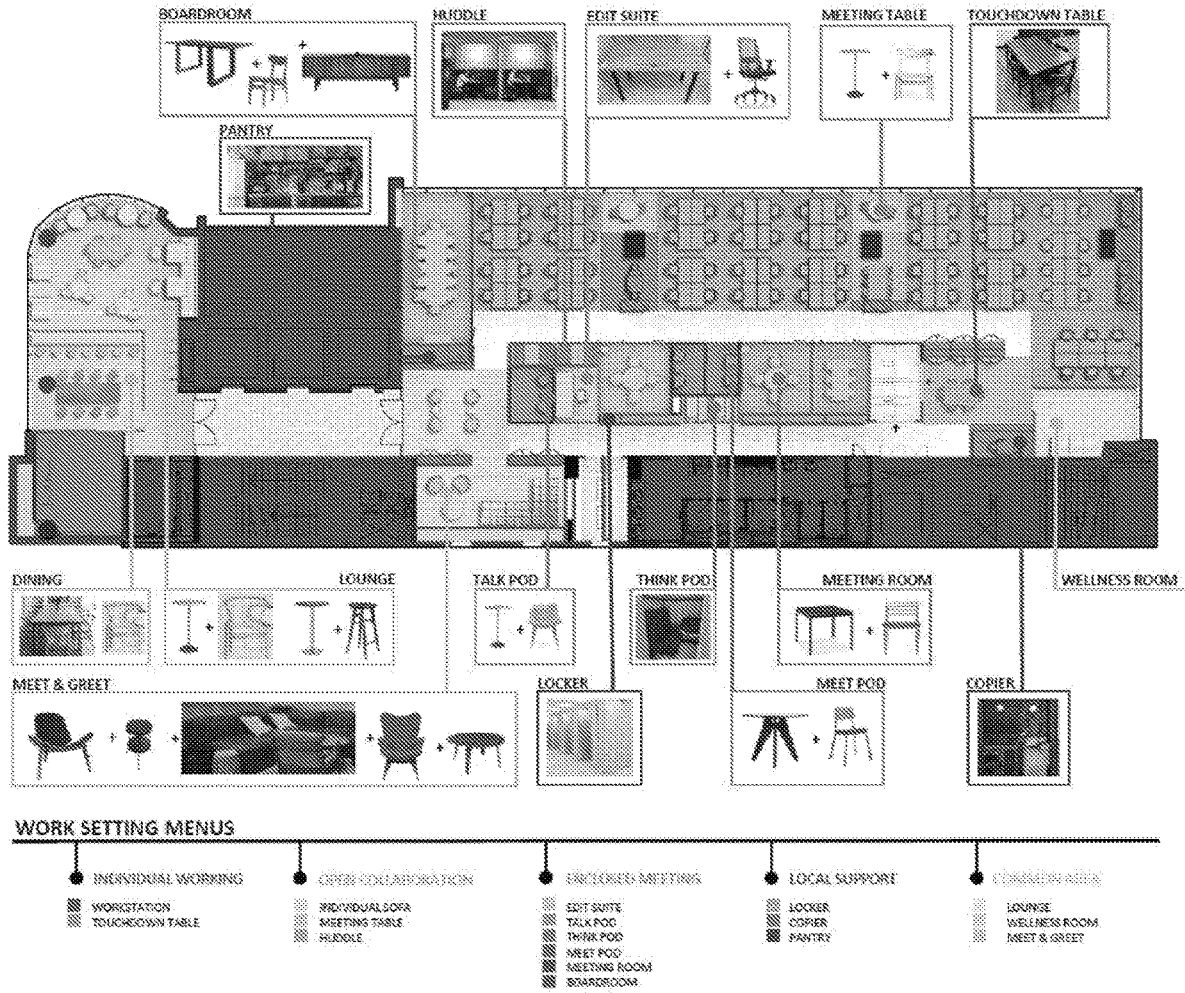 BOARDROOM
HUDDLE
EDIT SUITE
MEETING TABLE
TOUCHDOWN TABLE
PANTRY
DINING
LOUNGE
TALK POD
THINK POD
MEETING ROOM
WELLNESS ROOM
MEET & GREET
LOCKER
MEET POD
COPIER
WORK SETTING MENUS
INDIVIDUAL WORKING
WORKSTATION
TOUCHDOWN TABLE
OPEN COLLABORATION
INDIVIDUAL SOFA
MEETING TABLE
HUDDLE
ENCLOSED MEETING
EDIT SUITE
TALK POD
THINK POD
MEET POD
MEETING ROOM
BOARDROOM
LOCAL SUPPORT
LOCKER
COPIER
PANTRY
COMMON AREA
LOUNGE
WELLNESS ROOM
MEET & GREET